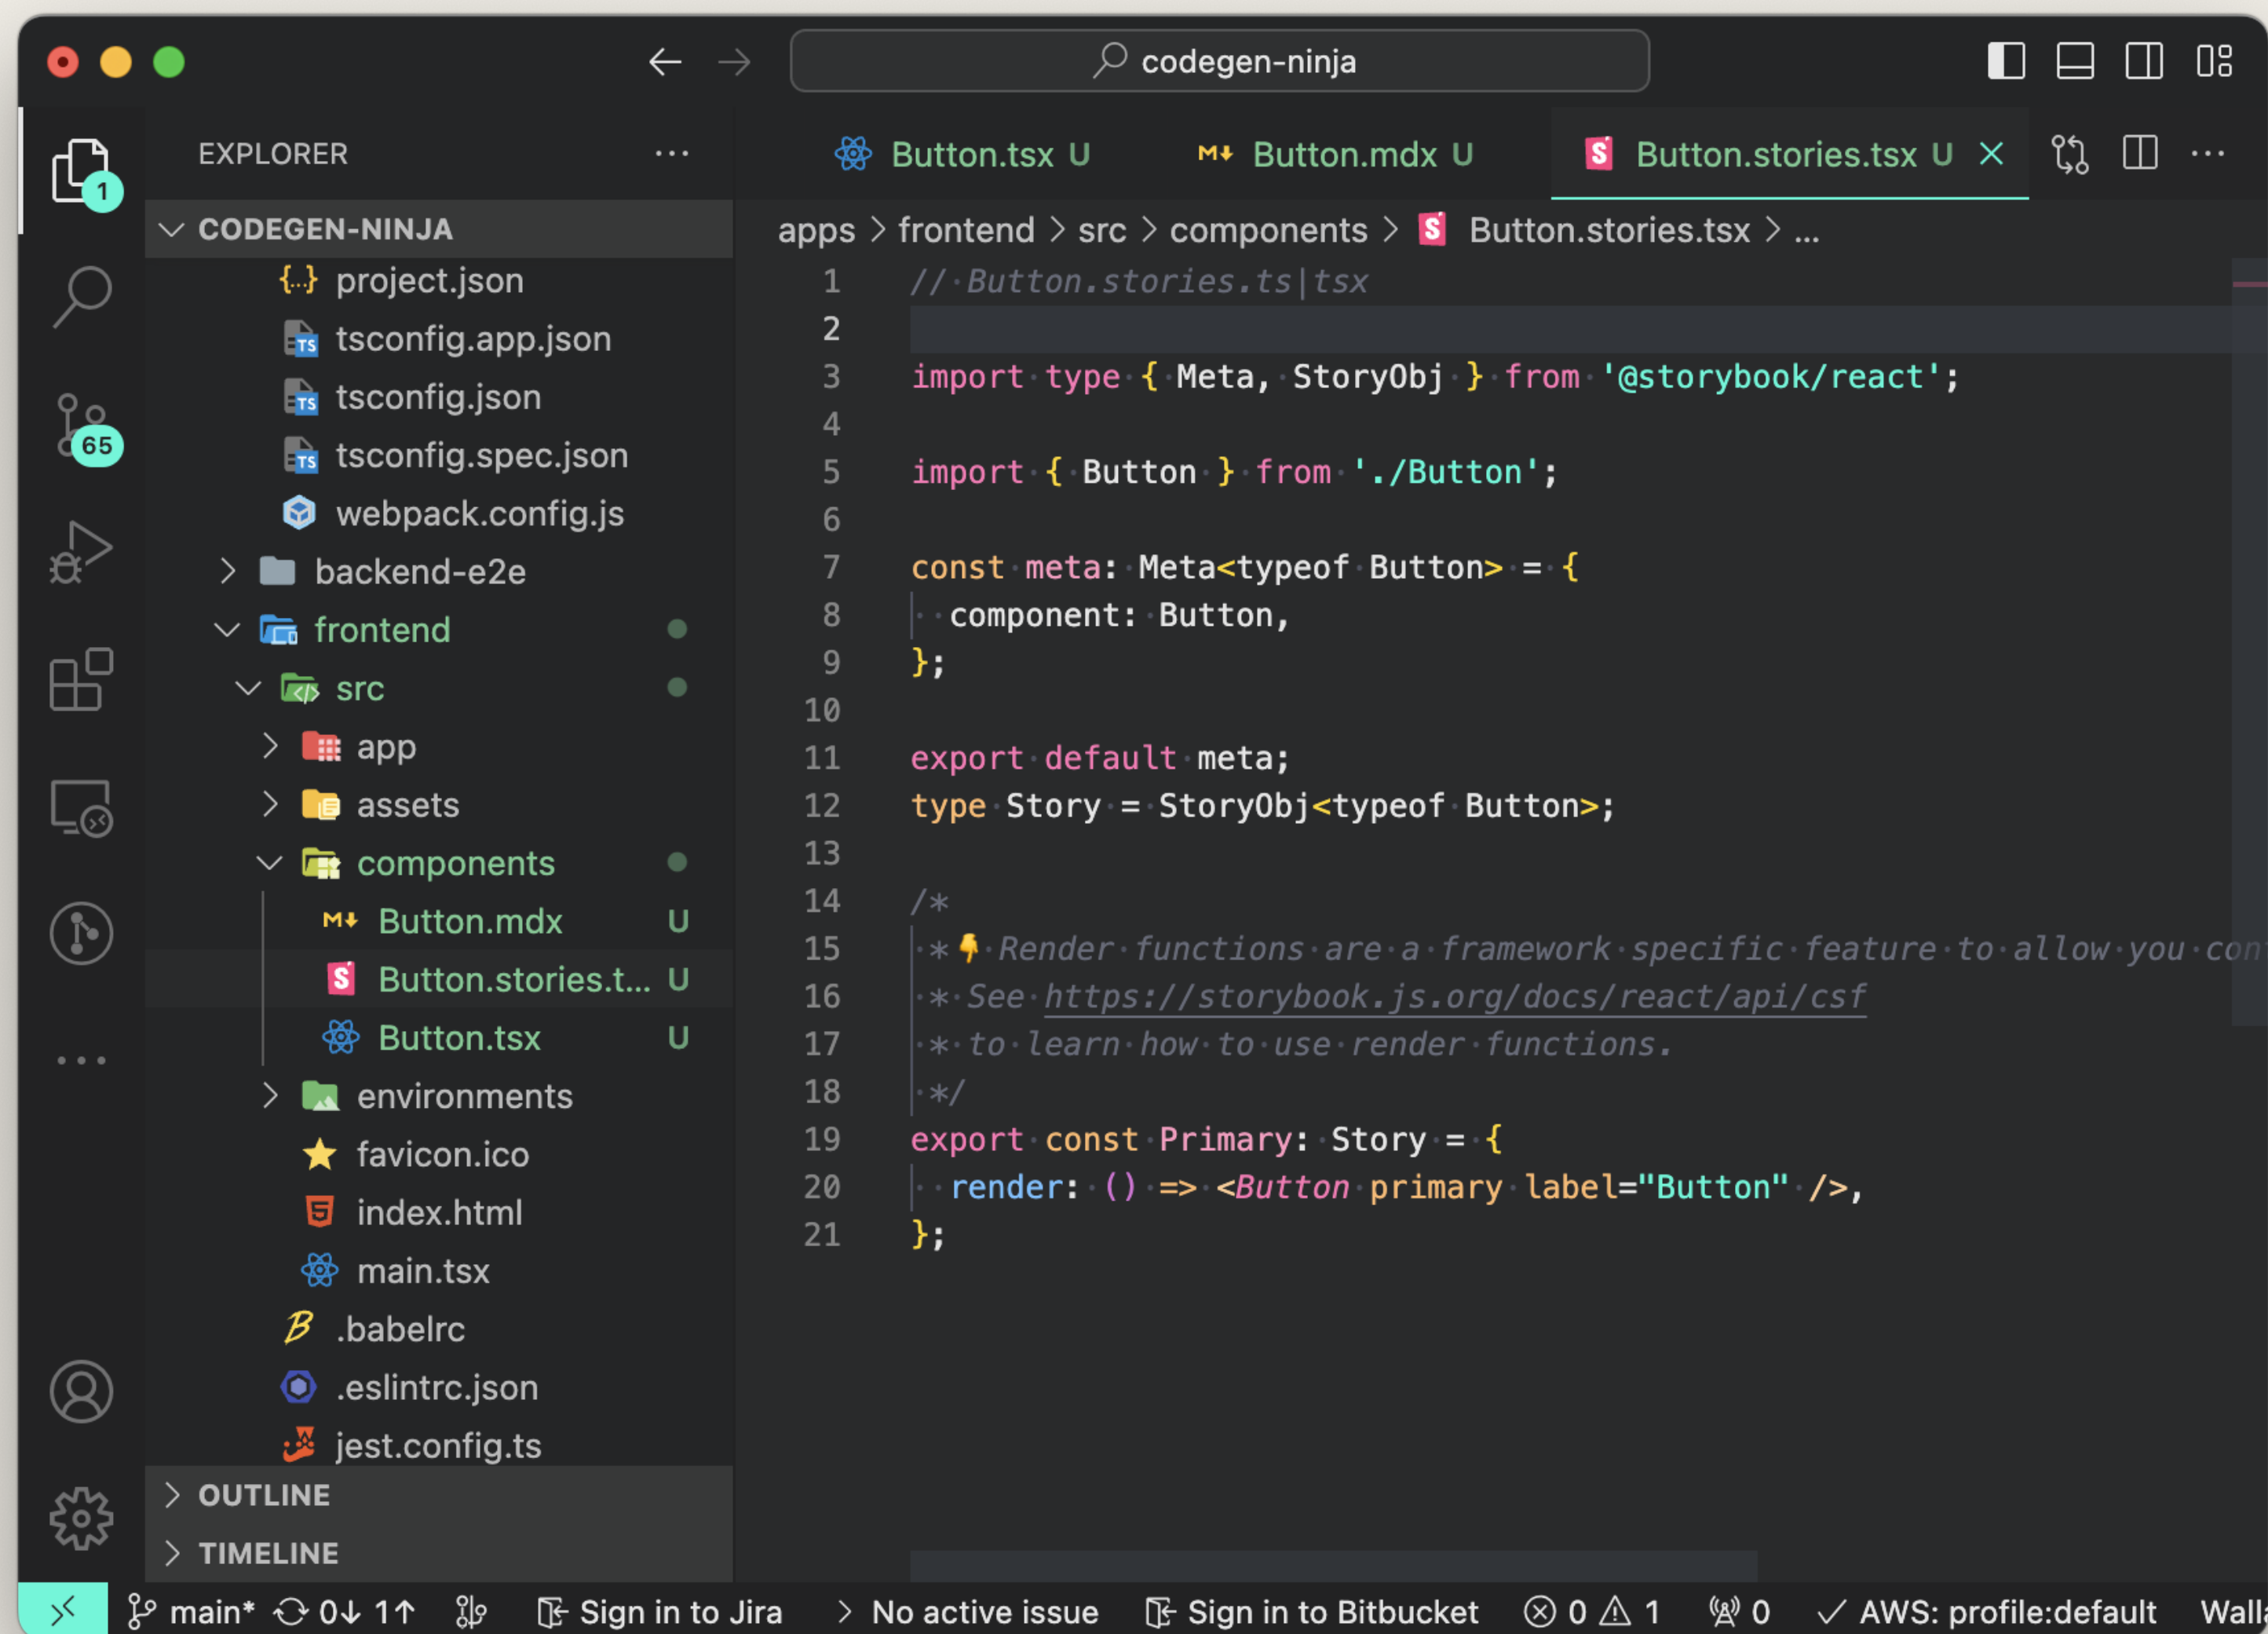 codegen-ninja
EXPLORER
Button.tsx U
Button.mdx U
Button.stories.tsx U
1
65
CODEGEN-NINJA
project.json
tsconfig.app.json
tsconfig.json
tsconfig.spec.json
webpack.config.js
backend-e2e
frontend
src
app
assets
components
Button.mdx U
Button.stories.t... U
Button.tsx U
environments
favicon.ico
index.html
main.tsx
.babelrc
.eslintrc.json
jest.config.ts
OUTLINE
TIMELINE
apps > frontend > src > components > Button.stories.tsx > ...
1 // Button.stories.ts|tsx
2
3 import type { Meta, StoryObj } from '@storybook/react';
4
5 import { Button } from './Button';
6
7 const meta: Meta<typeof Button> = {
8 component: Button,
9 };
10
11 export default meta;
12 type Story = StoryObj<typeof Button>;
13
14 /*
15 *👇 Render functions are a framework specific feature to allow you
16 * See https://storybook.js.org/docs/react/api/csf
17 * to learn how to use render functions.
18 */
19 export const Primary: Story = {
20 render: () => <Button primary label="Button" />,
21 };
main* 0↓ 1↑ Sign in to Jira > No active issue Sign in to Bitbucket 0 1 0 AWS: profile:default